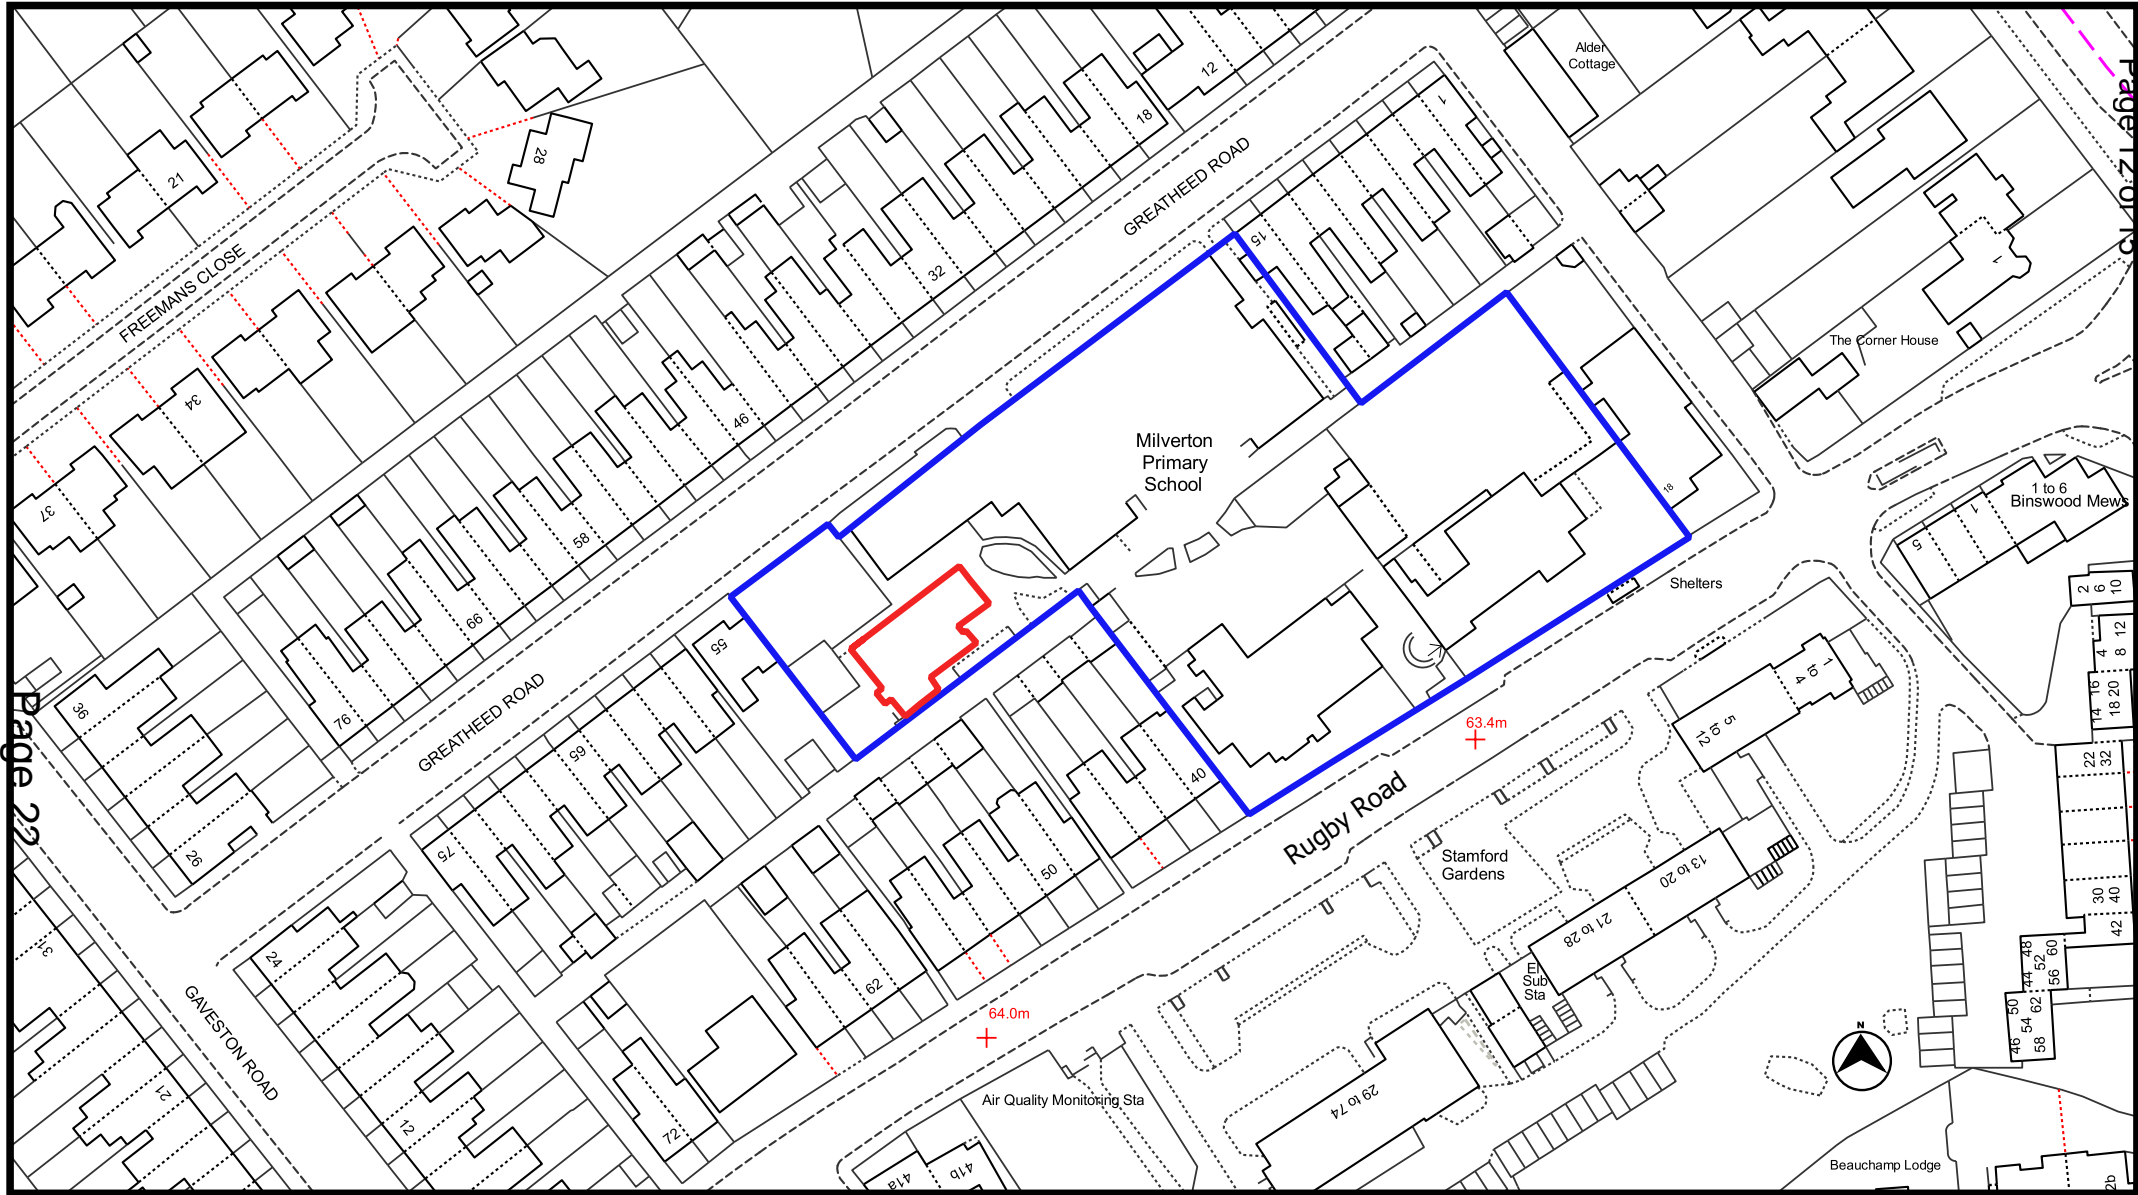 Alder
Cottage
12
18
1
28
21
GREATHEED ROAD
15
32
FREEMANS CLOSE
1
The Corner House
34
46
Milverton
Primary
School
37
58
18
1 to 6
Binswood Mews
1
5
Shelters
2 6 10
4 8 12
66
55
36
76
GREATHEED ROAD
65
63.4m
1 to 4
5 to 12
14 16
18 20
22 32
40
Rugby Road
Page 22
75
26
50
Stamford
Gardens
13 to 20
30 40
42
31
24
62
21 to 28
El
Sub
Sta
44 48
52
56 60
GAVESTON ROAD
64.0m
46 50
54
58 62
N
21
12
72
Air Quality Monitoring Sta
29 to 74
41a
41b
Beauchamp Lodge
2b